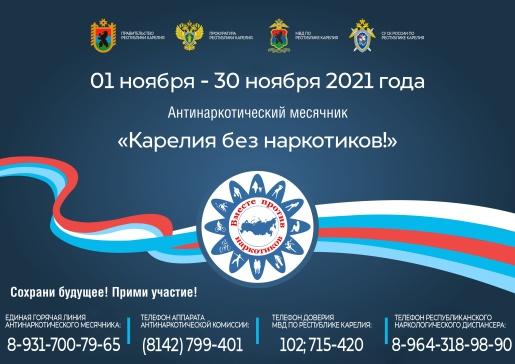 ПРАВИТЕЛЬСТВО
РЕСПУБЛИКИ КАРЕЛИЯ
ПРОКУРАТУРА
РЕСПУБЛИКИ КАРЕЛИЯ
МВД ПО
РЕСПУБЛИКЕ КАРЕЛИЯ
СУ СК РОССИИ ПО
РЕСПУБЛИКЕ КАРЕЛИЯ
01 ноября - 30 ноября 2021 года
Антинаркотический месячник
«Карелия без наркотиков!»
Вместе против
наркотиков
Сохрани будущее! Прими участие!
ЕДИНАЯ ГОРЯЧАЯ ЛИНИЯ
АНТИНАРКОТИЧЕСКОГО МЕСЯЧНИКА:
8-931-700-79-65
ТЕЛЕФОН АППАРАТА
АНТИНАРКОТИЧЕСКОЙ КОМИССИИ:
(8142) 799-401
ТЕЛЕФОН ДОВЕРИЯ
МВД ПО РЕСПУБЛИКЕ КАРЕЛИЯ:
102; 715-420
ТЕЛЕФОН РЕСПУБЛИКАНСКОГО
НАРКОЛОГИЧЕСКОГО ДИСПАНСЕРА:
8-964-318-98-90